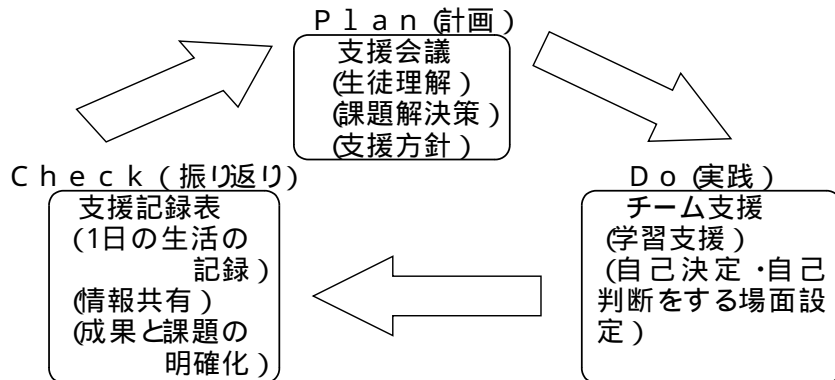 Plan(計画)
支援会議
(生徒理解)
(課題解決策)
(支援方針)
Check(振り返り)
支援記録表
(1日の生活の
記録)
(情報共有)
(成果と課題の
明確化)
Do(実践)
チーム支援
(学習支援)
(自己決定・自己
判断をする場面設
定)